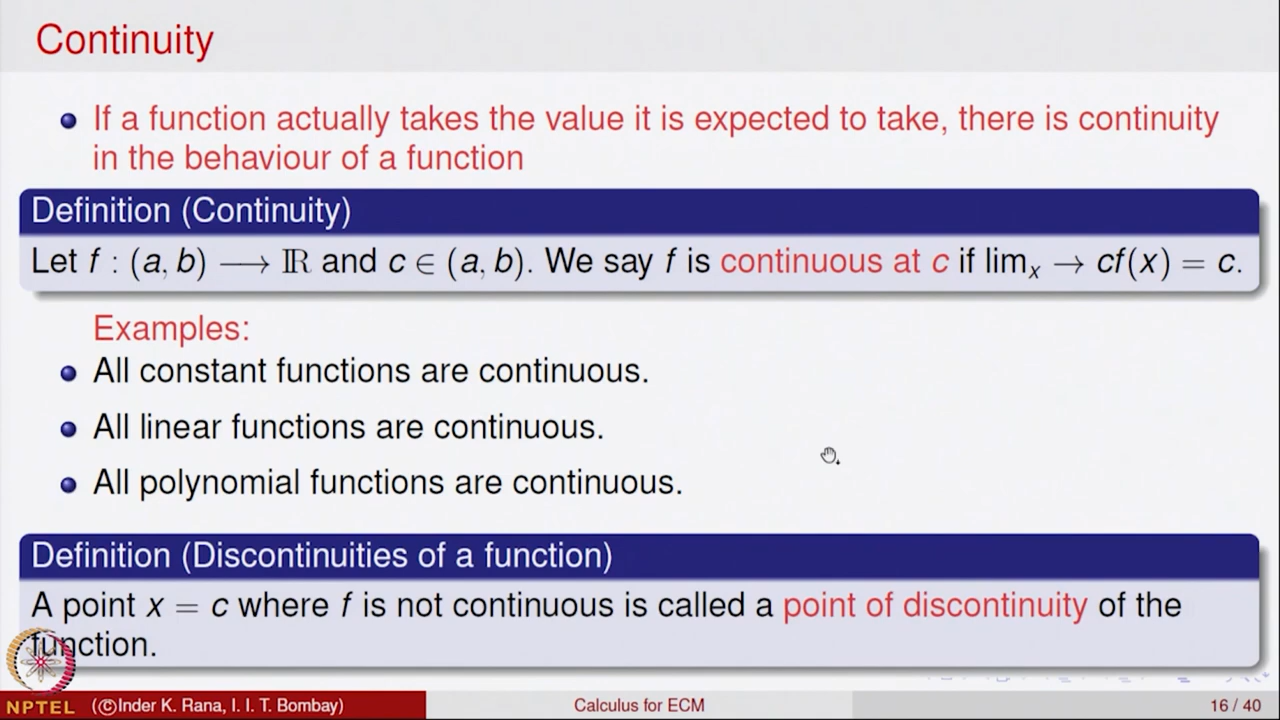 Continuity
If a function actually takes the value it is expected to take, there is continuity
in the behaviour of a function
Definition (Continuity)
Let f : (a, b) ⟶ ℝ and c ∈ (a, b). We say f is continuous at c if limₓ → cf(x) = c.
Examples:
All constant functions are continuous.
All linear functions are continuous.
All polynomial functions are continuous.
Definition (Discontinuities of a function)
A point x = c where f is not continuous is called a point of discontinuity of the
function.
NPTEL (©Inder K. Rana, I. I. T. Bombay) Calculus for ECM 16 / 40